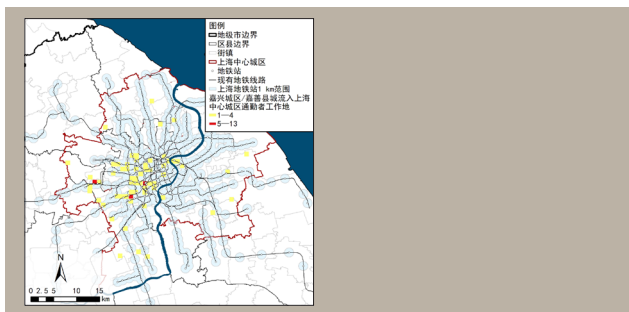 图例
地级市边界
区县边界
街镇
上海中心城区
地铁站
现有地铁线路
上海地铁站1 km范围
嘉兴城区/嘉善县城流入上海
中心城区通勤者工作地
1—4
5—13
N
0 2.5 5 10 15
km